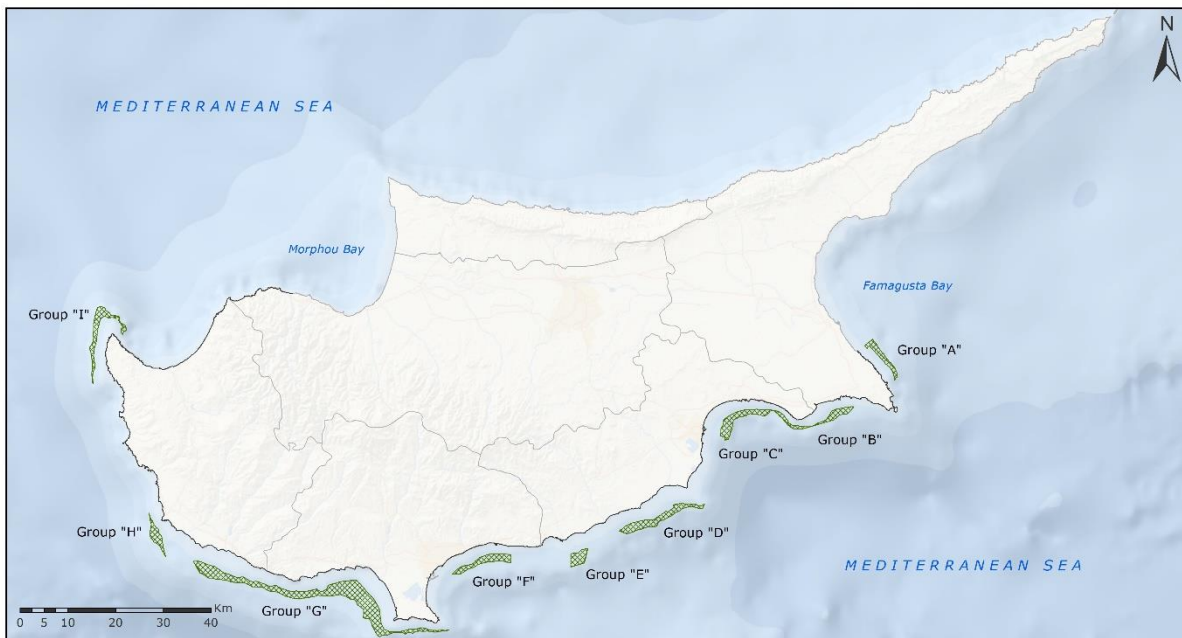 N
MEDITERRANEAN SEA
Morphou Bay
Famagusta Bay
Group "I"
Group "A"
Group "B"
Group "C"
Group "D"
Group "H"
Group "E"
Group "F"
MEDITERRANEAN SEA
Group "G"
Km
0 5 10 20 30 40